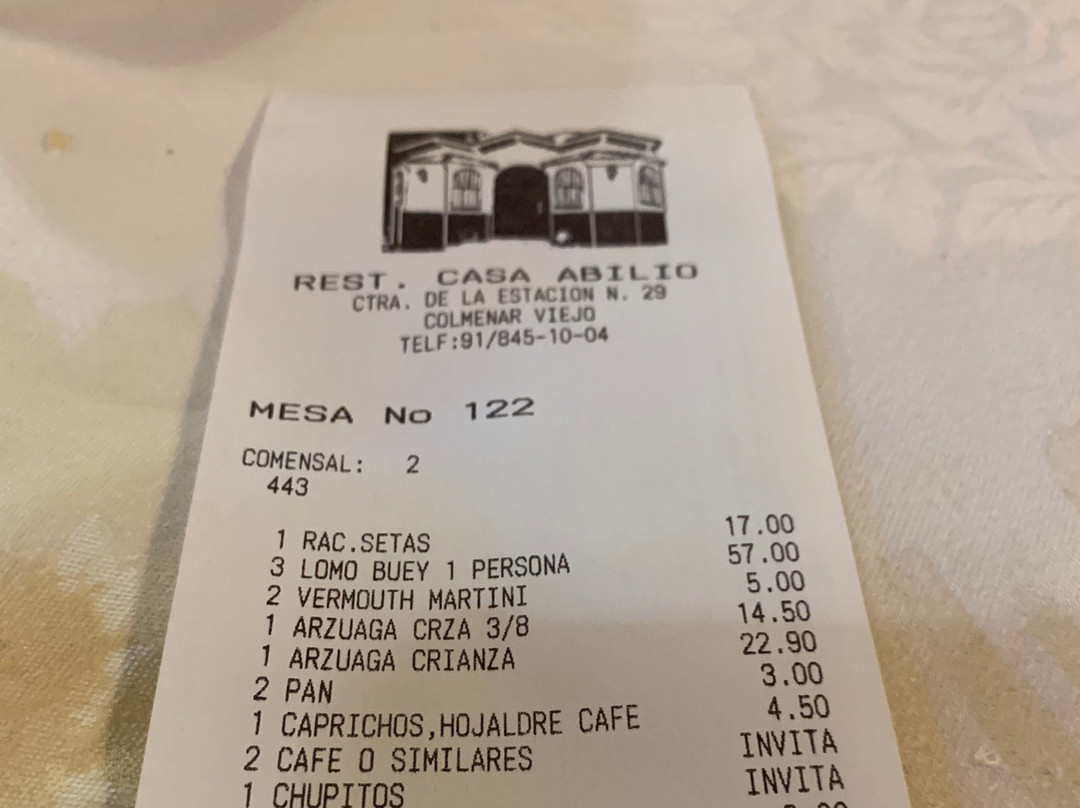 REST. CASA ABILIO
CTRA. DE LA ESTACION N. 29
COLMENAR VIEJO
TELF:91/845-10-04
MESA No 122
COMENSAL: 2
443
1 RAC.SETAS 17.00
3 LOMO BUEY 1 PERSONA 57.00
2 VERMOUTH MARTINI 5.00
1 ARZUAGA CRZA 3/8 14.50
1 ARZUAGA CRIANZA 22.90
2 PAN 3.00
1 CAPRICHOS,HOJALDRE CAFE 4.50
2 CAFE O SIMILARES INVITA
1 CHUPITOS INVITA